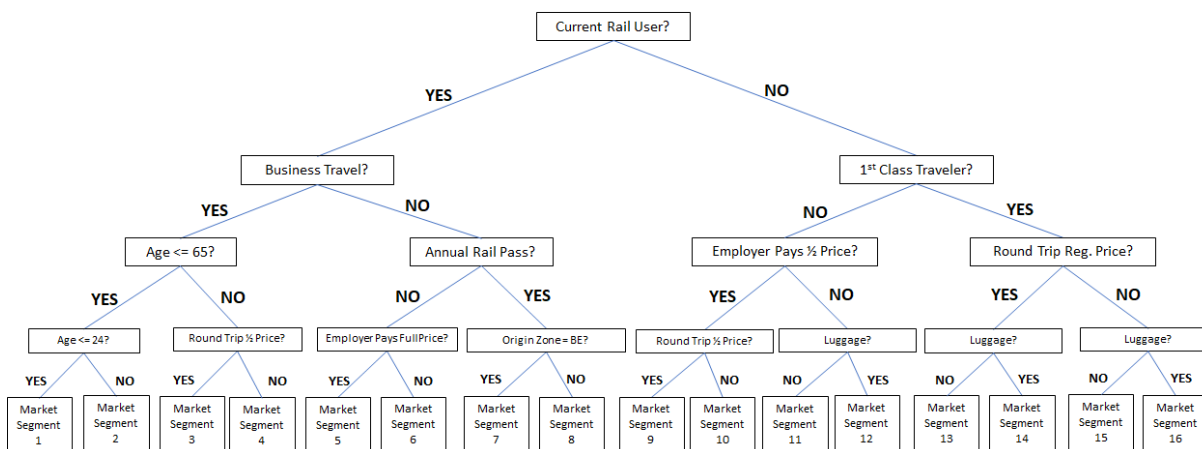 Current Rail User?
YES
NO
Business Travel?
1st Class Traveler?
YES
NO
NO
YES
Age <= 65?
Annual Rail Pass?
Employer Pays ½ Price?
Round Trip Reg. Price?
YES
NO
NO
YES
YES
NO
YES
NO
Age <= 24?
Round Trip ½ Price?
Employer Pays Full Price?
Origin Zone = BE?
Round Trip ½ Price?
Luggage?
Luggage?
Luggage?
YES
NO
YES
NO
YES
NO
YES
NO
YES
NO
NO
YES
NO
YES
NO
YES
Market
Segment
1
Market
Segment
2
Market
Segment
3
Market
Segment
4
Market
Segment
5
Market
Segment
6
Market
Segment
7
Market
Segment
8
Market
Segment
9
Market
Segment
10
Market
Segment
11
Market
Segment
12
Market
Segment
13
Market
Segment
14
Market
Segment
15
Market
Segment
16